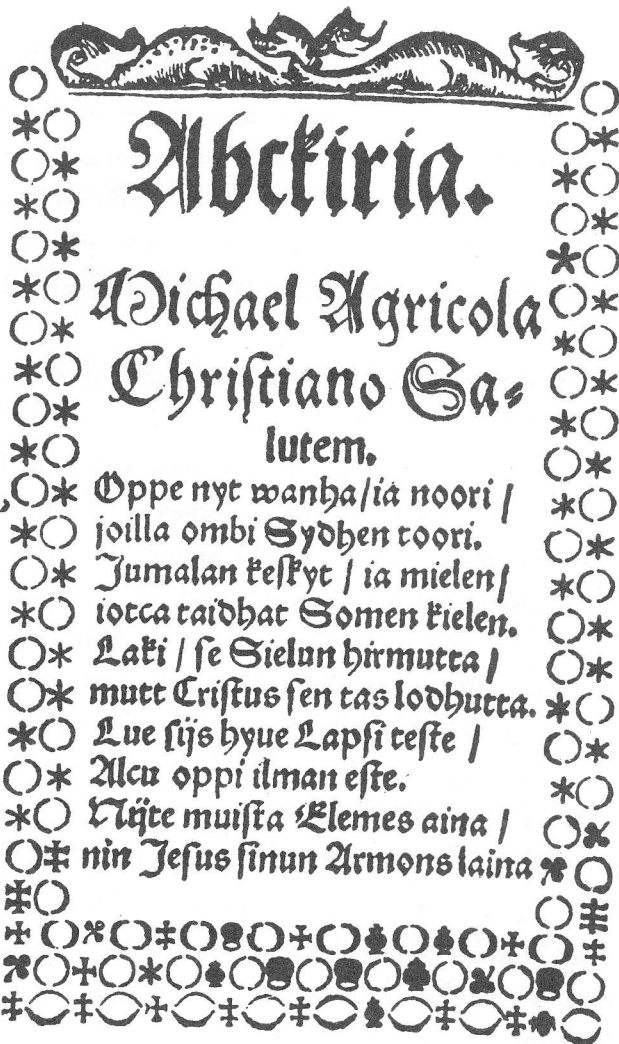 Abckiria.
Michael Agricola
Chriſtiano Sa⸗
lutem.
Oppe nyt wanha/ia noori /
joilla ombi Sydhen toori.
Jumalan keſkyt / ia mielen/
iotca taidhat Somen kielen.
Laki / ſe Sielun hirmutta /
mutt Criſtus ſen tas lodhutta.
Lue ſijs hyue Lapſi teſte /
Alcu oppi ilman eſte.
Nijte muiſta Elemes aina /
nin Jeſus ſinun Armons laina